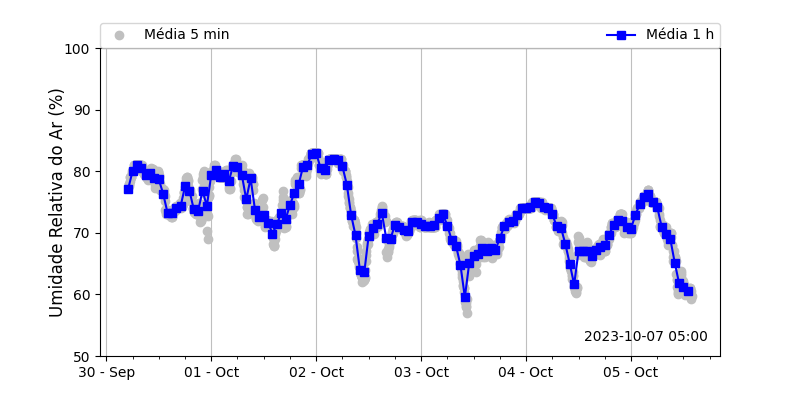 Média 5 min Média 1 h
Umidade Relativa do Ar (%)
100
90
80
70
60
50
2023-10-07 05:00
30 - Sep 01 - Oct 02 - Oct 03 - Oct 04 - Oct 05 - Oct